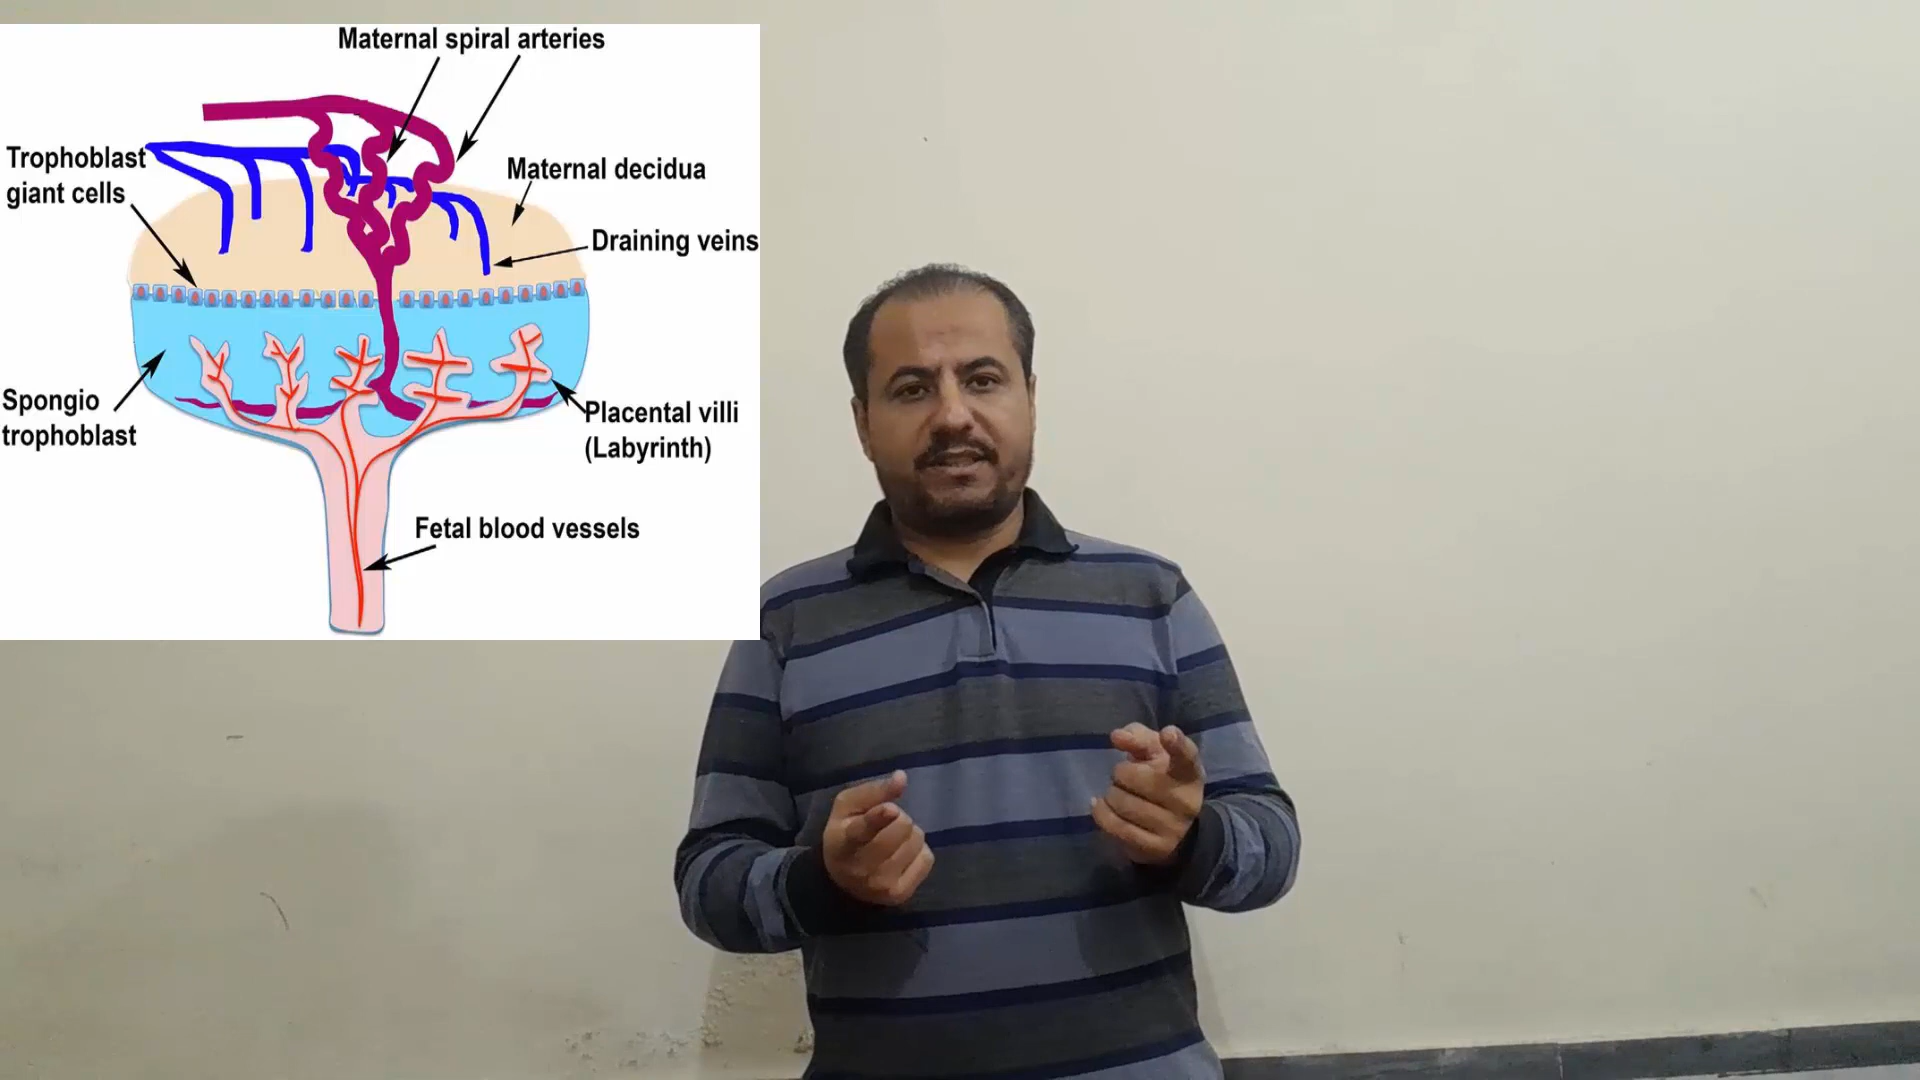 Maternal spiral arteries
Trophoblast
giant cells
Maternal decidua
Draining veins
Spongio
trophoblast
Placental villi
(Labyrinth)
Fetal blood vessels